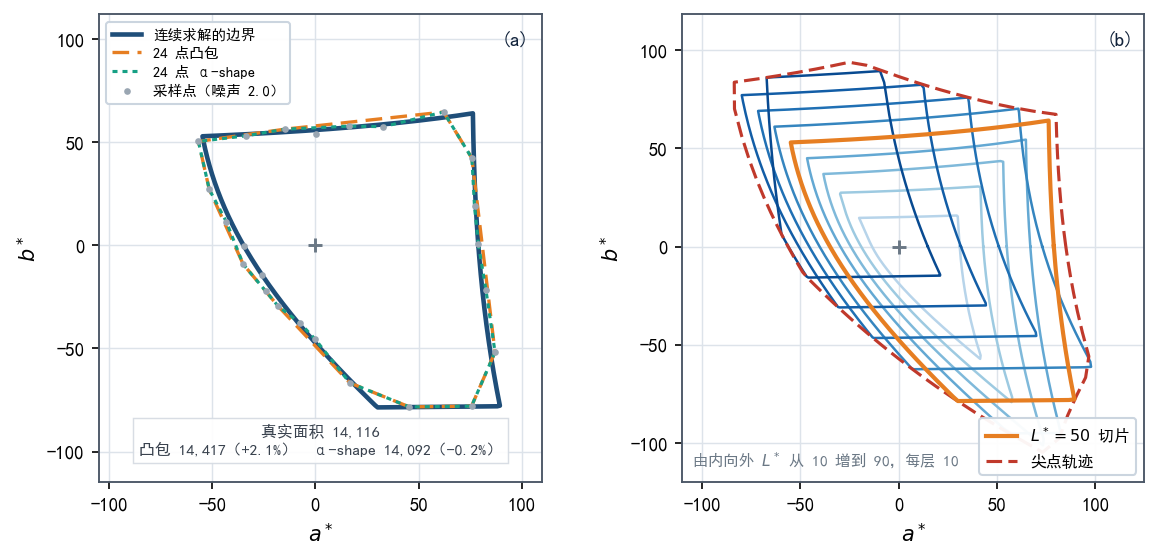 (a)
连续求解的边界
24 点凸包
24 点 α-shape
采样点（噪声 2.0）
100
50
0
−50
−100
b*
真实面积 14,116
凸包 14,417（+2.1%） α-shape 14,092（−0.2%）
−100 −50 0 50 100
a*
(b)
100
50
0
−50
−100
b*
由内向外 L* 从 10 增到 90，每层 10
L* = 50 切片
尖点轨迹
−100 −50 0 50 100
a*